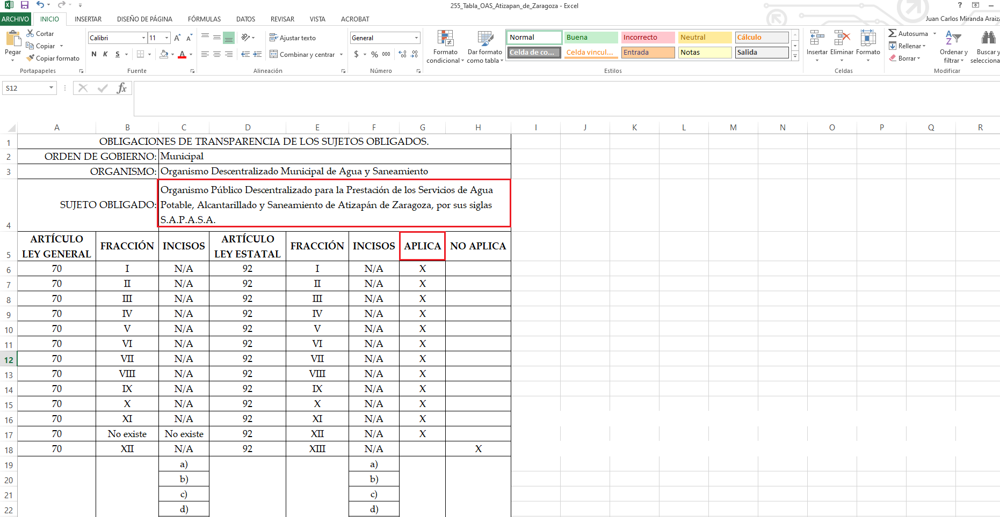 255_Tabla_OAS_Atizapan_de_Zaragoza - Excel
?
ARCHIVO INICIO INSERTAR DISEÑO DE PÁGINA FÓRMULAS DATOS REVISAR VISTA ACROBAT
Juan Carlos Miranda Araiza
Pegar
Cortar
Copiar
Copiar formato
Portapapeles
Calibri 11
N K S
Fuente
Ajustar texto
Combinar y centrar
Alineación
General
$ % 000
Número
Formato condicional
Dar formato como tabla
Normal Buena Incorrecto Neutral Cálculo
Celda de co... Celda vincul... Entrada Notas Salida
Estilos
Insertar Eliminar Formato
Celdas
Autosuma
Rellenar
Borrar
Ordenar y filtrar
Buscar y
selecciona
Modificar
S12 fx
A B C D E F G H I J K L M N O P Q R
1 OBLIGACIONES DE TRANSPARENCIA DE LOS SUJETOS OBLIGADOS.
2 ORDEN DE GOBIERNO: Municipal
3 ORGANISMO: Organismo Descentralizado Municipal de Agua y Saneamiento
4 SUJETO OBLIGADO: Organismo Público Descentralizado para la Prestación de los Servicios de Agua
Potable, Alcantarillado y Saneamiento de Atizapán de Zaragoza, por sus siglas
S.A.P.A.S.A.
5 ARTÍCULO LEY GENERAL FRACCIÓN INCISOS ARTÍCULO LEY ESTATAL FRACCIÓN INCISOS APLICA NO APLICA
6 70 I N/A 92 I N/A X
7 70 II N/A 92 II N/A X
8 70 III N/A 92 III N/A X
9 70 IV N/A 92 IV N/A X
10 70 V N/A 92 V N/A X
11 70 VI N/A 92 VI N/A X
12 70 VII N/A 92 VII N/A X
13 70 VIII N/A 92 VIII N/A X
14 70 IX N/A 92 IX N/A X
15 70 X N/A 92 X N/A X
16 70 XI N/A 92 XI N/A X
17 70 No existe No existe 92 XII N/A X
18 70 XII N/A 92 XIII N/A X
19 a) a)
20 b) b)
21 c) c)
22 d) d)